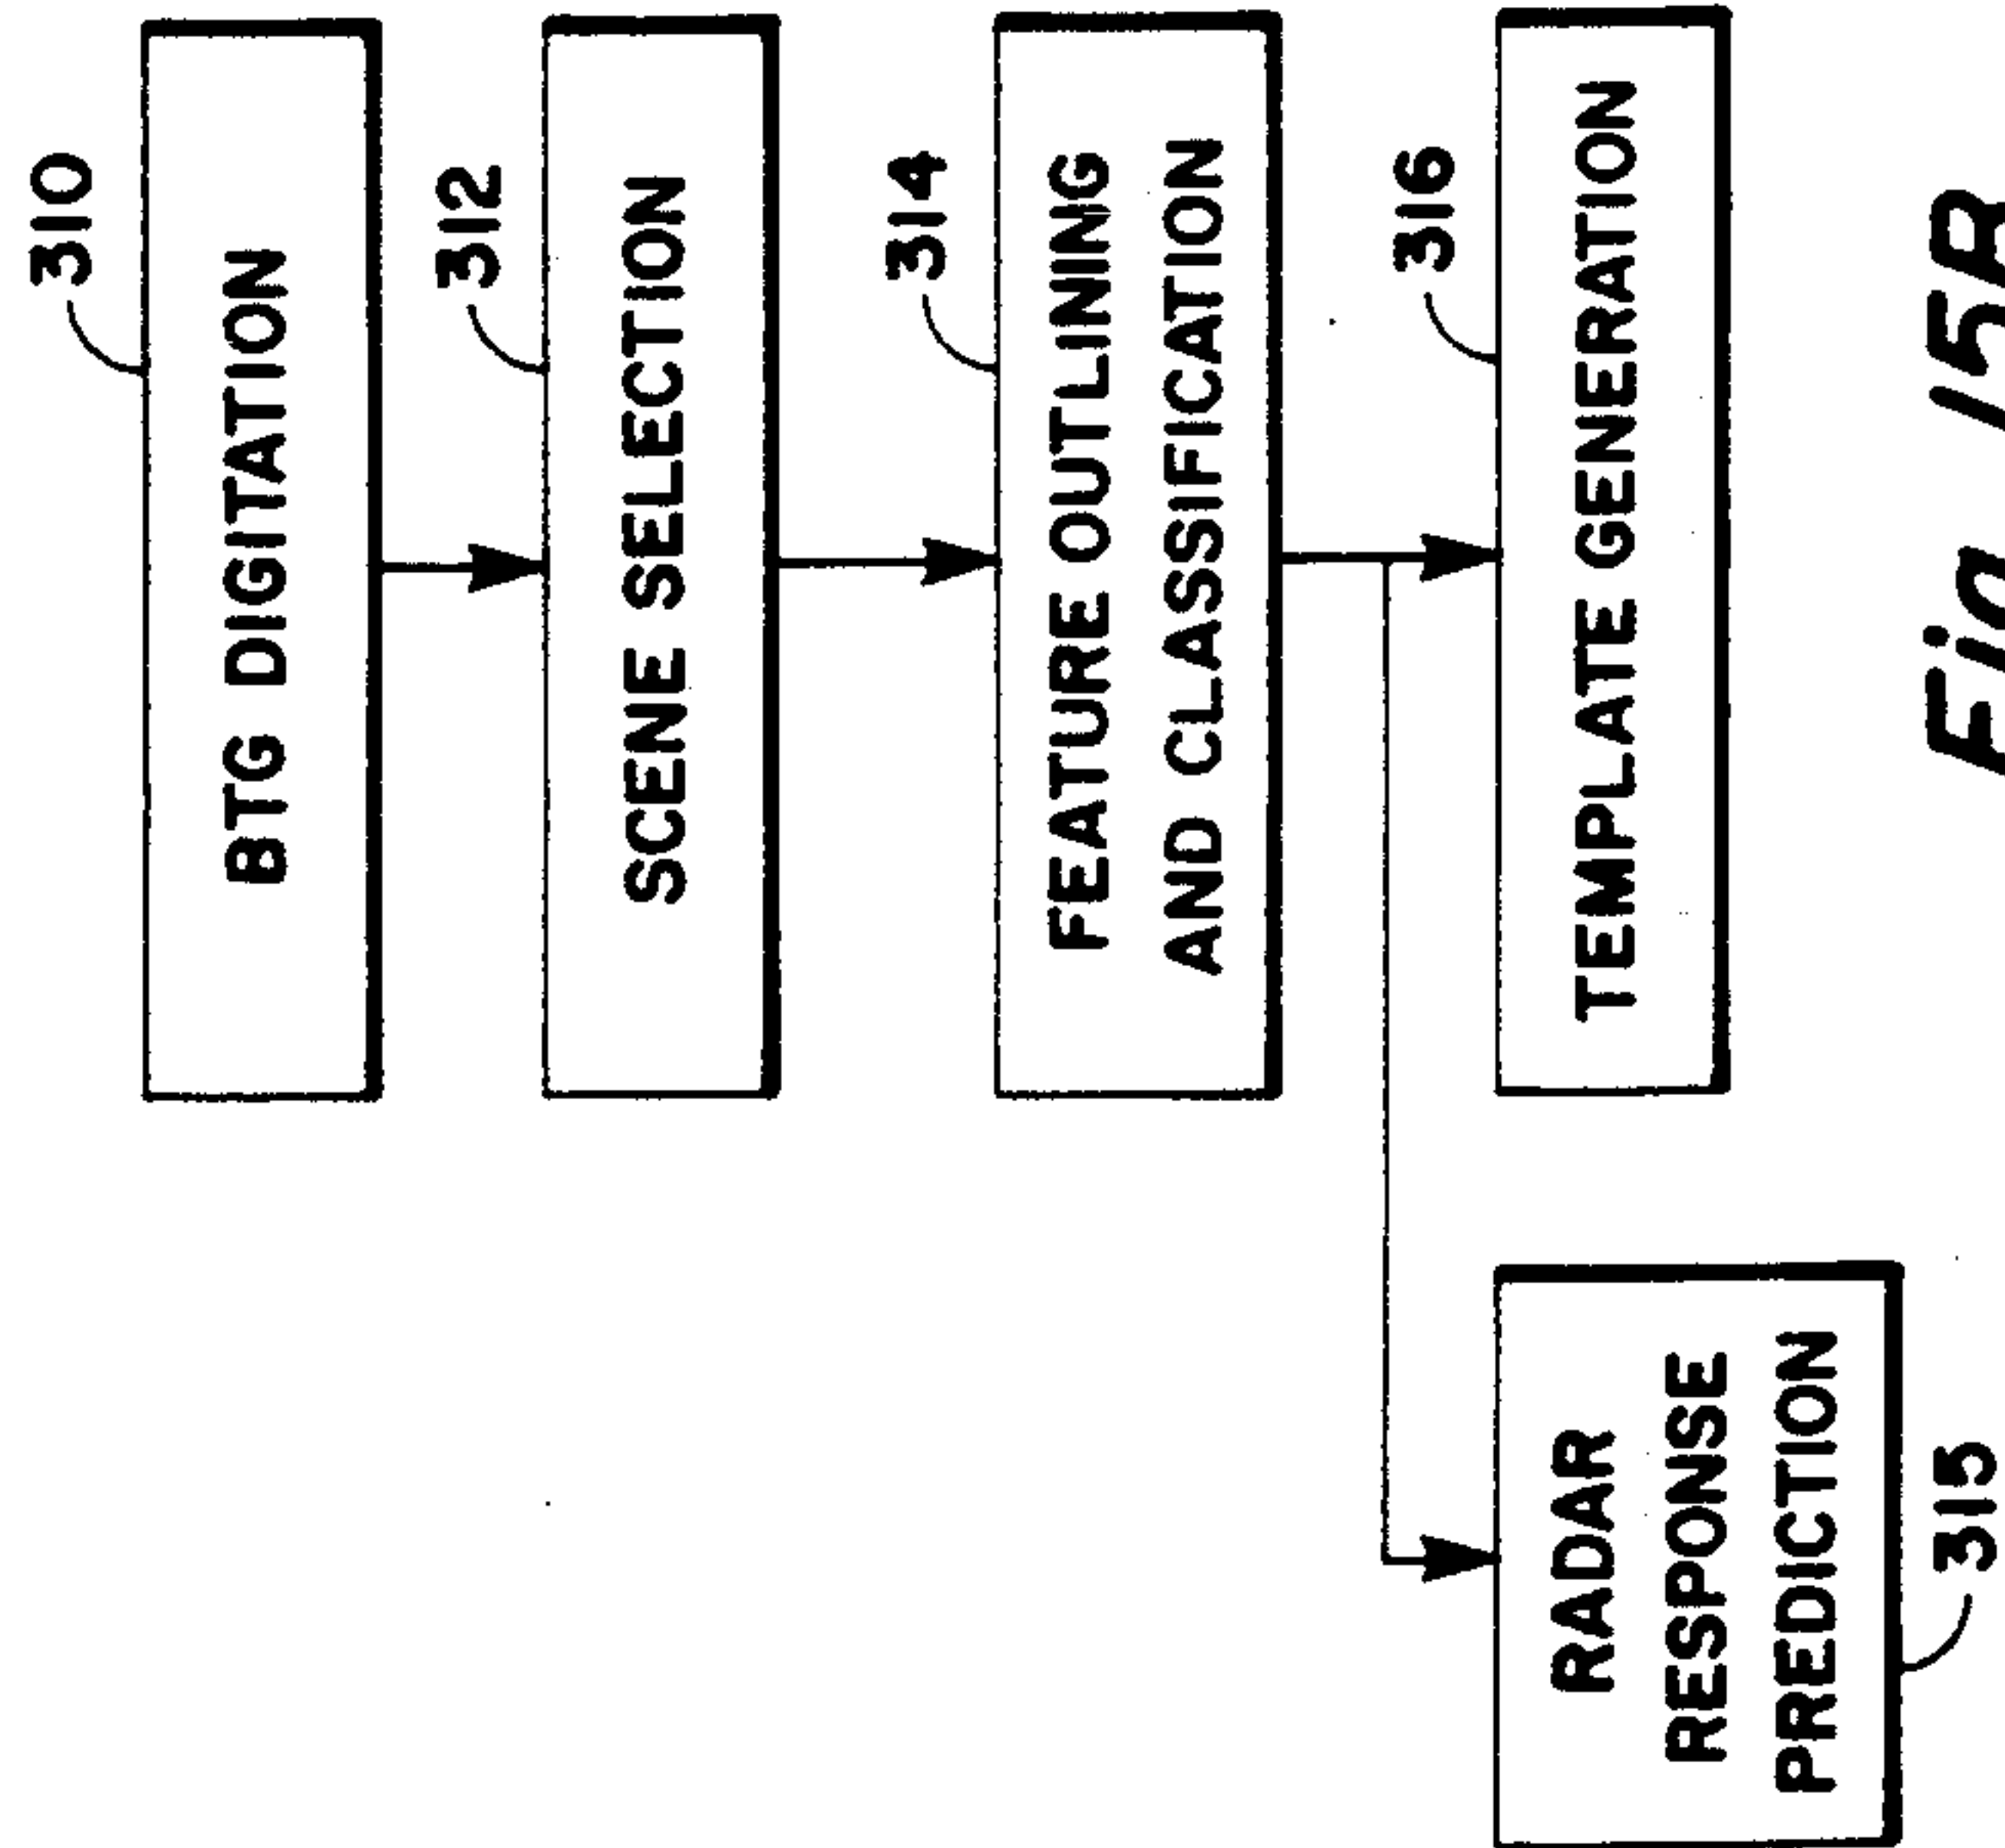 310
BTG DIGITATION
312
SCENE SELECTION
314
FEATURE OUTLINING
AND CLASSIFICATION
316
TEMPLATE GENERATION
RADAR
RESPONSE
PREDICTION
315